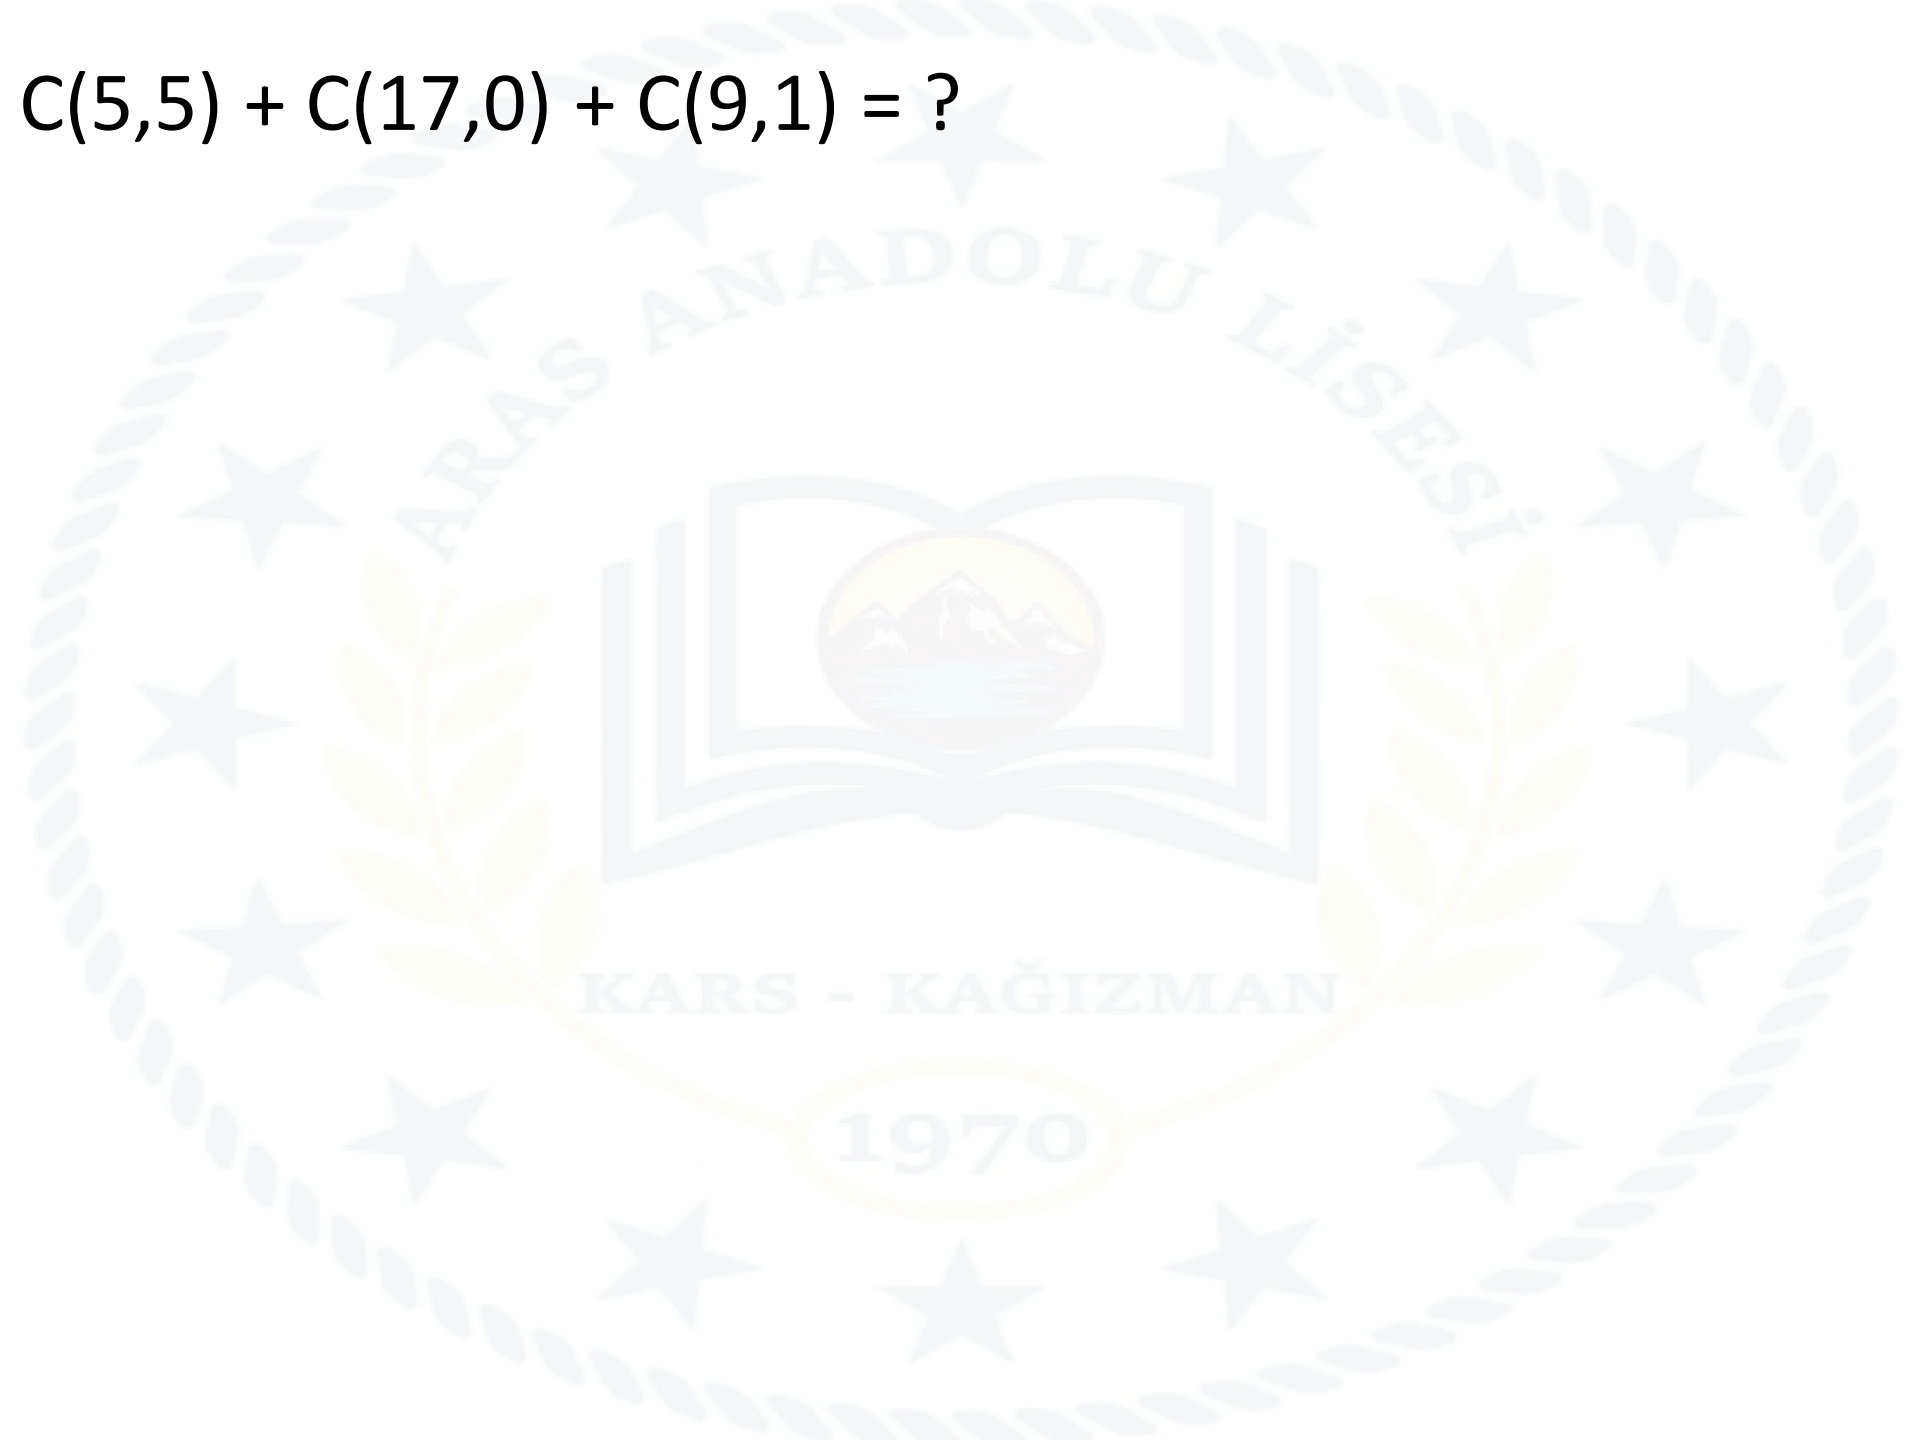 C(5,5) + C(17,0) + C(9,1) = ?
ARAS ANADOLU LİSESİ
KARS - KAĞIZMAN
1970